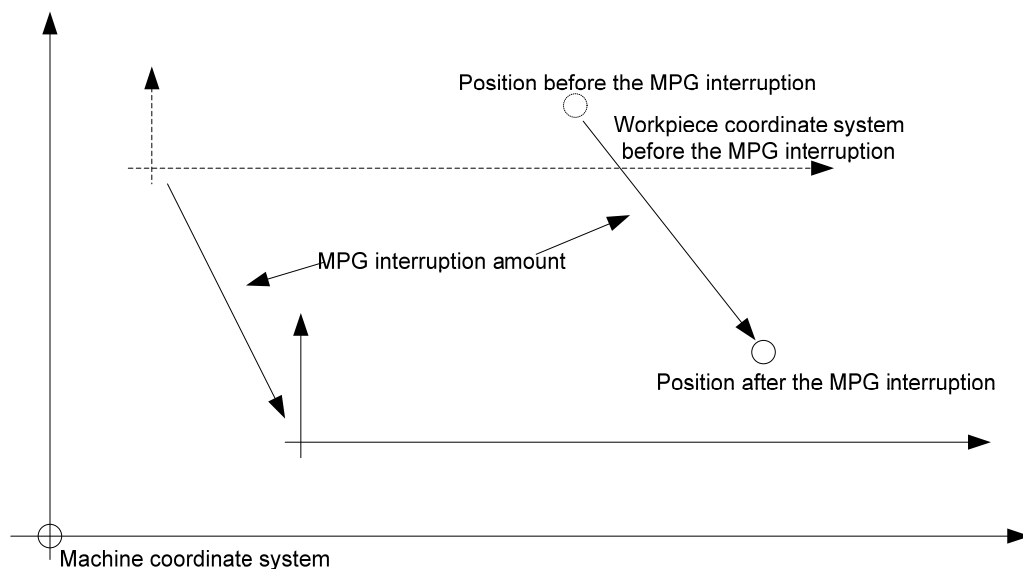 Position before the MPG interruption
Workpiece coordinate system
before the MPG interruption
MPG interruption amount
Position after the MPG interruption
Machine coordinate system